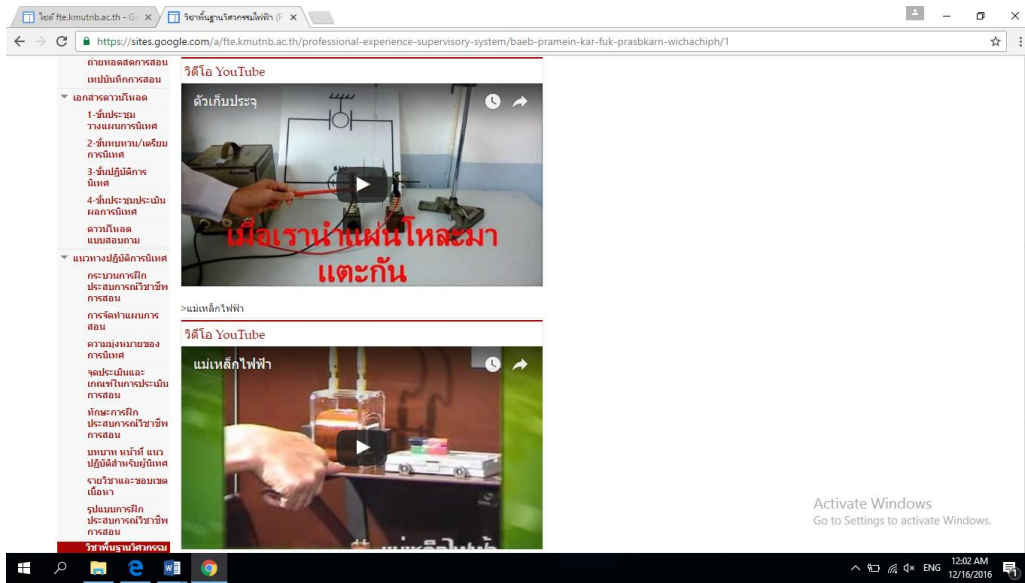 ไซต์ fte.kmutnb.ac.th - Go
วิชาพื้นฐานวิศวกรรมไฟฟ้า (F
https://sites.google.com/a/fte.kmutnb.ac.th/professional-experience-supervisory-system/baeb-pramein-kar-fuk-prasbkarn-wichachiph/1
ถ่ายทอดสดการสอน
เทปบันทึกการสอน
เอกสารดาวน์โหลด
1-ขั้นประชุม
วางแผนการนิเทศ
2-ขั้นทบทวน/เตรียม
การนิเทศ
3-ขั้นปฏิบัติการ
นิเทศ
4-ขั้นประชุมประเมิน
ผลการนิเทศ
ดาวน์โหลด
แบบสอบถาม
แนวทางปฏิบัติการนิเทศ
กระบวนการฝึก
ประสบการณ์วิชาชีพ
การสอน
การจัดทำแผนการ
สอน
ความมุ่งหมายของ
การนิเทศ
จุดประเมินและ
เกณฑ์ในการประเมิน
การสอน
ทักษะการฝึก
ประสบการณ์วิชาชีพ
การสอน
บทบาท หน้าที่ แนว
ปฏิบัติสำหรับผู้นิเทศ
รายวิชาและขอบเขต
เนื้อหา
รูปแบบการฝึก
ประสบการณ์วิชาชีพ
การสอน
วิชาพื้นฐานวิศวกรรม
วิดีโอ YouTube
ตัวเก็บประจุ
เมื่อเรานำแผ่นโหละมา
แตะกัน
>แม่เหล็กไฟฟ้า
วิดีโอ YouTube
แม่เหล็กไฟฟ้า
แม่เหล็กไฟฟ้า
Activate Windows
Go to Settings to activate Windows.
ENG
12:02 AM
12/16/2016
1